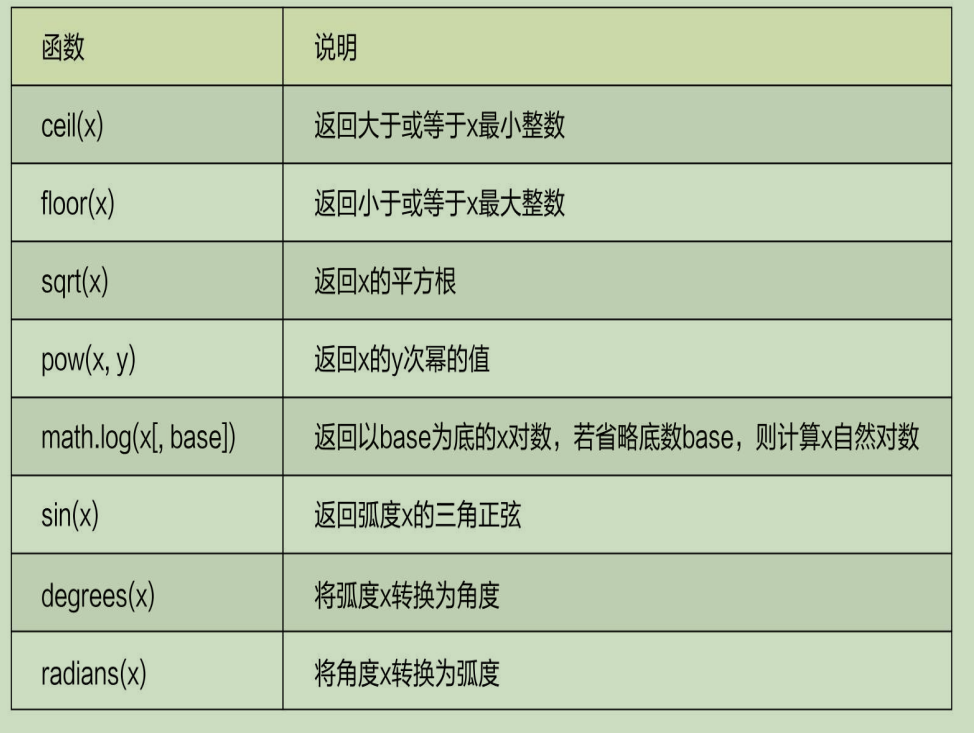 函数 说明
ceil(x) 返回大于或等于x最小整数
floor(x) 返回小于或等于x最大整数
sqrt(x) 返回x的平方根
pow(x, y) 返回x的y次幂的值
math.log(x[, base]) 返回以base为底的x对数，若省略底数base，则计算x自然对数
sin(x) 返回弧度x的三角正弦
degrees(x) 将弧度x转换为角度
radians(x) 将角度x转换为弧度